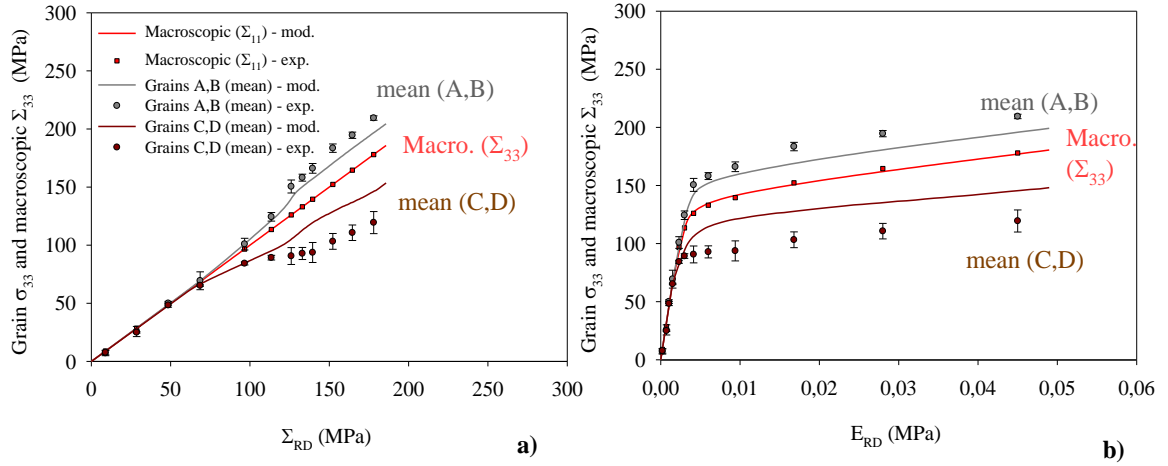 Grain σ33 and macroscopic Σ33 (MPa)
300
250
200
150
100
50
0
Macroscopic (Σ11) - mod.
Macroscopic (Σ11) - exp.
Grains A,B (mean) - mod.
Grains A,B (mean) - exp.
Grains C,D (mean) - mod.
Grains C,D (mean) - exp.
mean (A,B)
Macro. (Σ33)
mean (C,D)
0 50 100 150 200 250 300
ΣRD (MPa)
a)
Grain σ33 and macroscopic Σ33 (MPa)
300
250
200
150
100
50
0
mean (A,B)
Macro.
(Σ33)
mean (C,D)
0,00 0,01 0,02 0,03 0,04 0,05 0,06
ERD (MPa)
b)